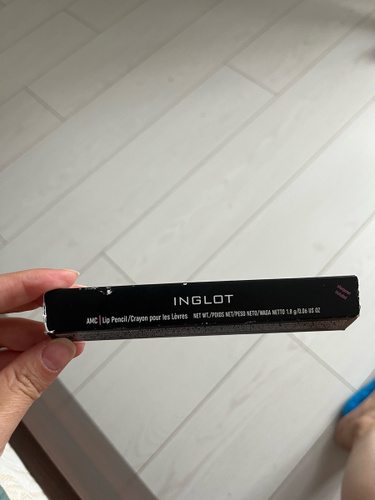 INGLOT
AMC | Lip Pencil/Crayon pour les Lèvres NET WT./POIDS NET/PESO NETO/WAGA NETTO 1.8 g/0.06 US OZ